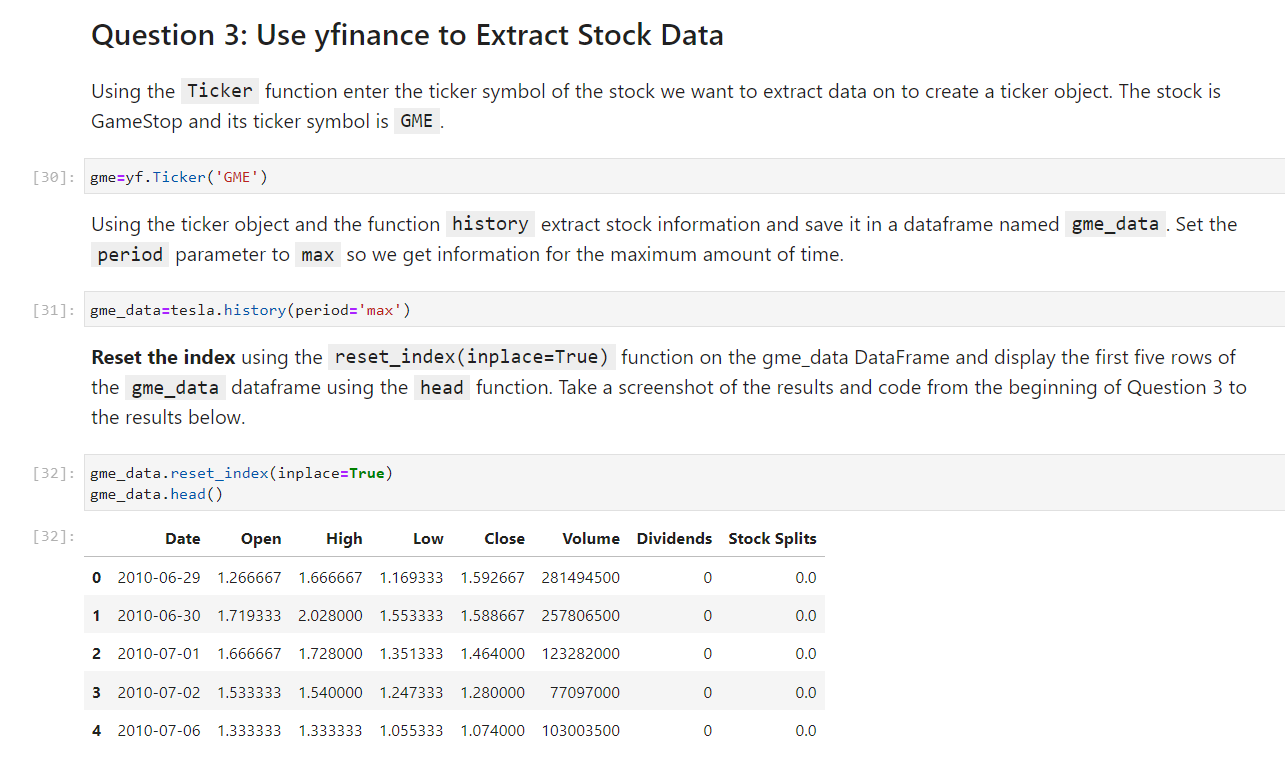 Question 3: Use yfinance to Extract Stock Data
Using the Ticker function enter the ticker symbol of the stock we want to extract data on to create a ticker object. The stock is
GameStop and its ticker symbol is GME .
[30]: gme=yf.Ticker('GME')
Using the ticker object and the function history extract stock information and save it in a dataframe named gme_data . Set the
period parameter to max so we get information for the maximum amount of time.
[31]: gme_data=tesla.history(period='max')
Reset the index using the reset_index(inplace=True) function on the gme_data DataFrame and display the first five rows of
the gme_data dataframe using the head function. Take a screenshot of the results and code from the beginning of Question 3 to
the results below.
[32]: gme_data.reset_index(inplace=True)
gme_data.head()
[32]: Date Open High Low Close Volume Dividends Stock Splits
0 2010-06-29 1.266667 1.666667 1.169333 1.592667 281494500 0 0.0
1 2010-06-30 1.719333 2.028000 1.553333 1.588667 257806500 0 0.0
2 2010-07-01 1.666667 1.728000 1.351333 1.464000 123282000 0 0.0
3 2010-07-02 1.533333 1.540000 1.247333 1.280000 77097000 0 0.0
4 2010-07-06 1.333333 1.333333 1.055333 1.074000 103003500 0 0.0